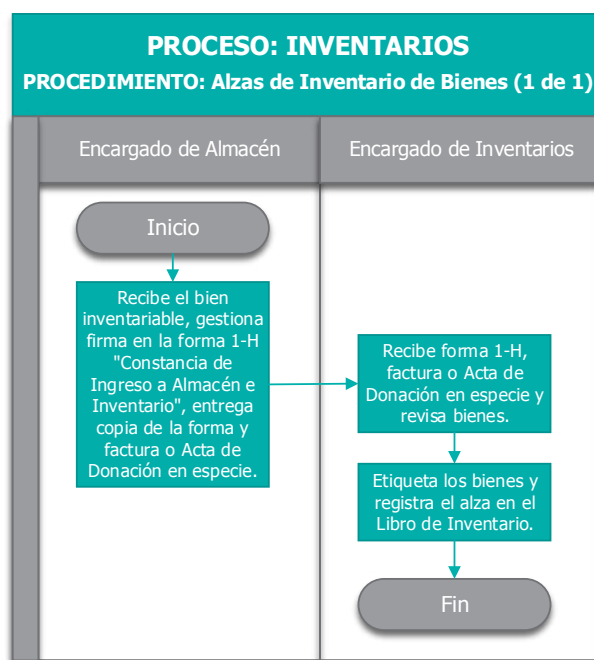 PROCESO: INVENTARIOS
PROCEDIMIENTO: Alzas de Inventario de Bienes (1 de 1)
Encargado de Almacén
Encargado de Inventarios
Inicio
Recibe el bien
inventariable, gestiona
firma en la forma 1-H
"Constancia de
Ingreso a Almacén e
Inventario", entrega
copia de la forma y
factura o Acta de
Donación en especie.
Recibe forma 1-H,
factura o Acta de
Donación en especie y
revisa bienes.
Etiqueta los bienes y
registra el alza en el
Libro de Inventario.
Fin